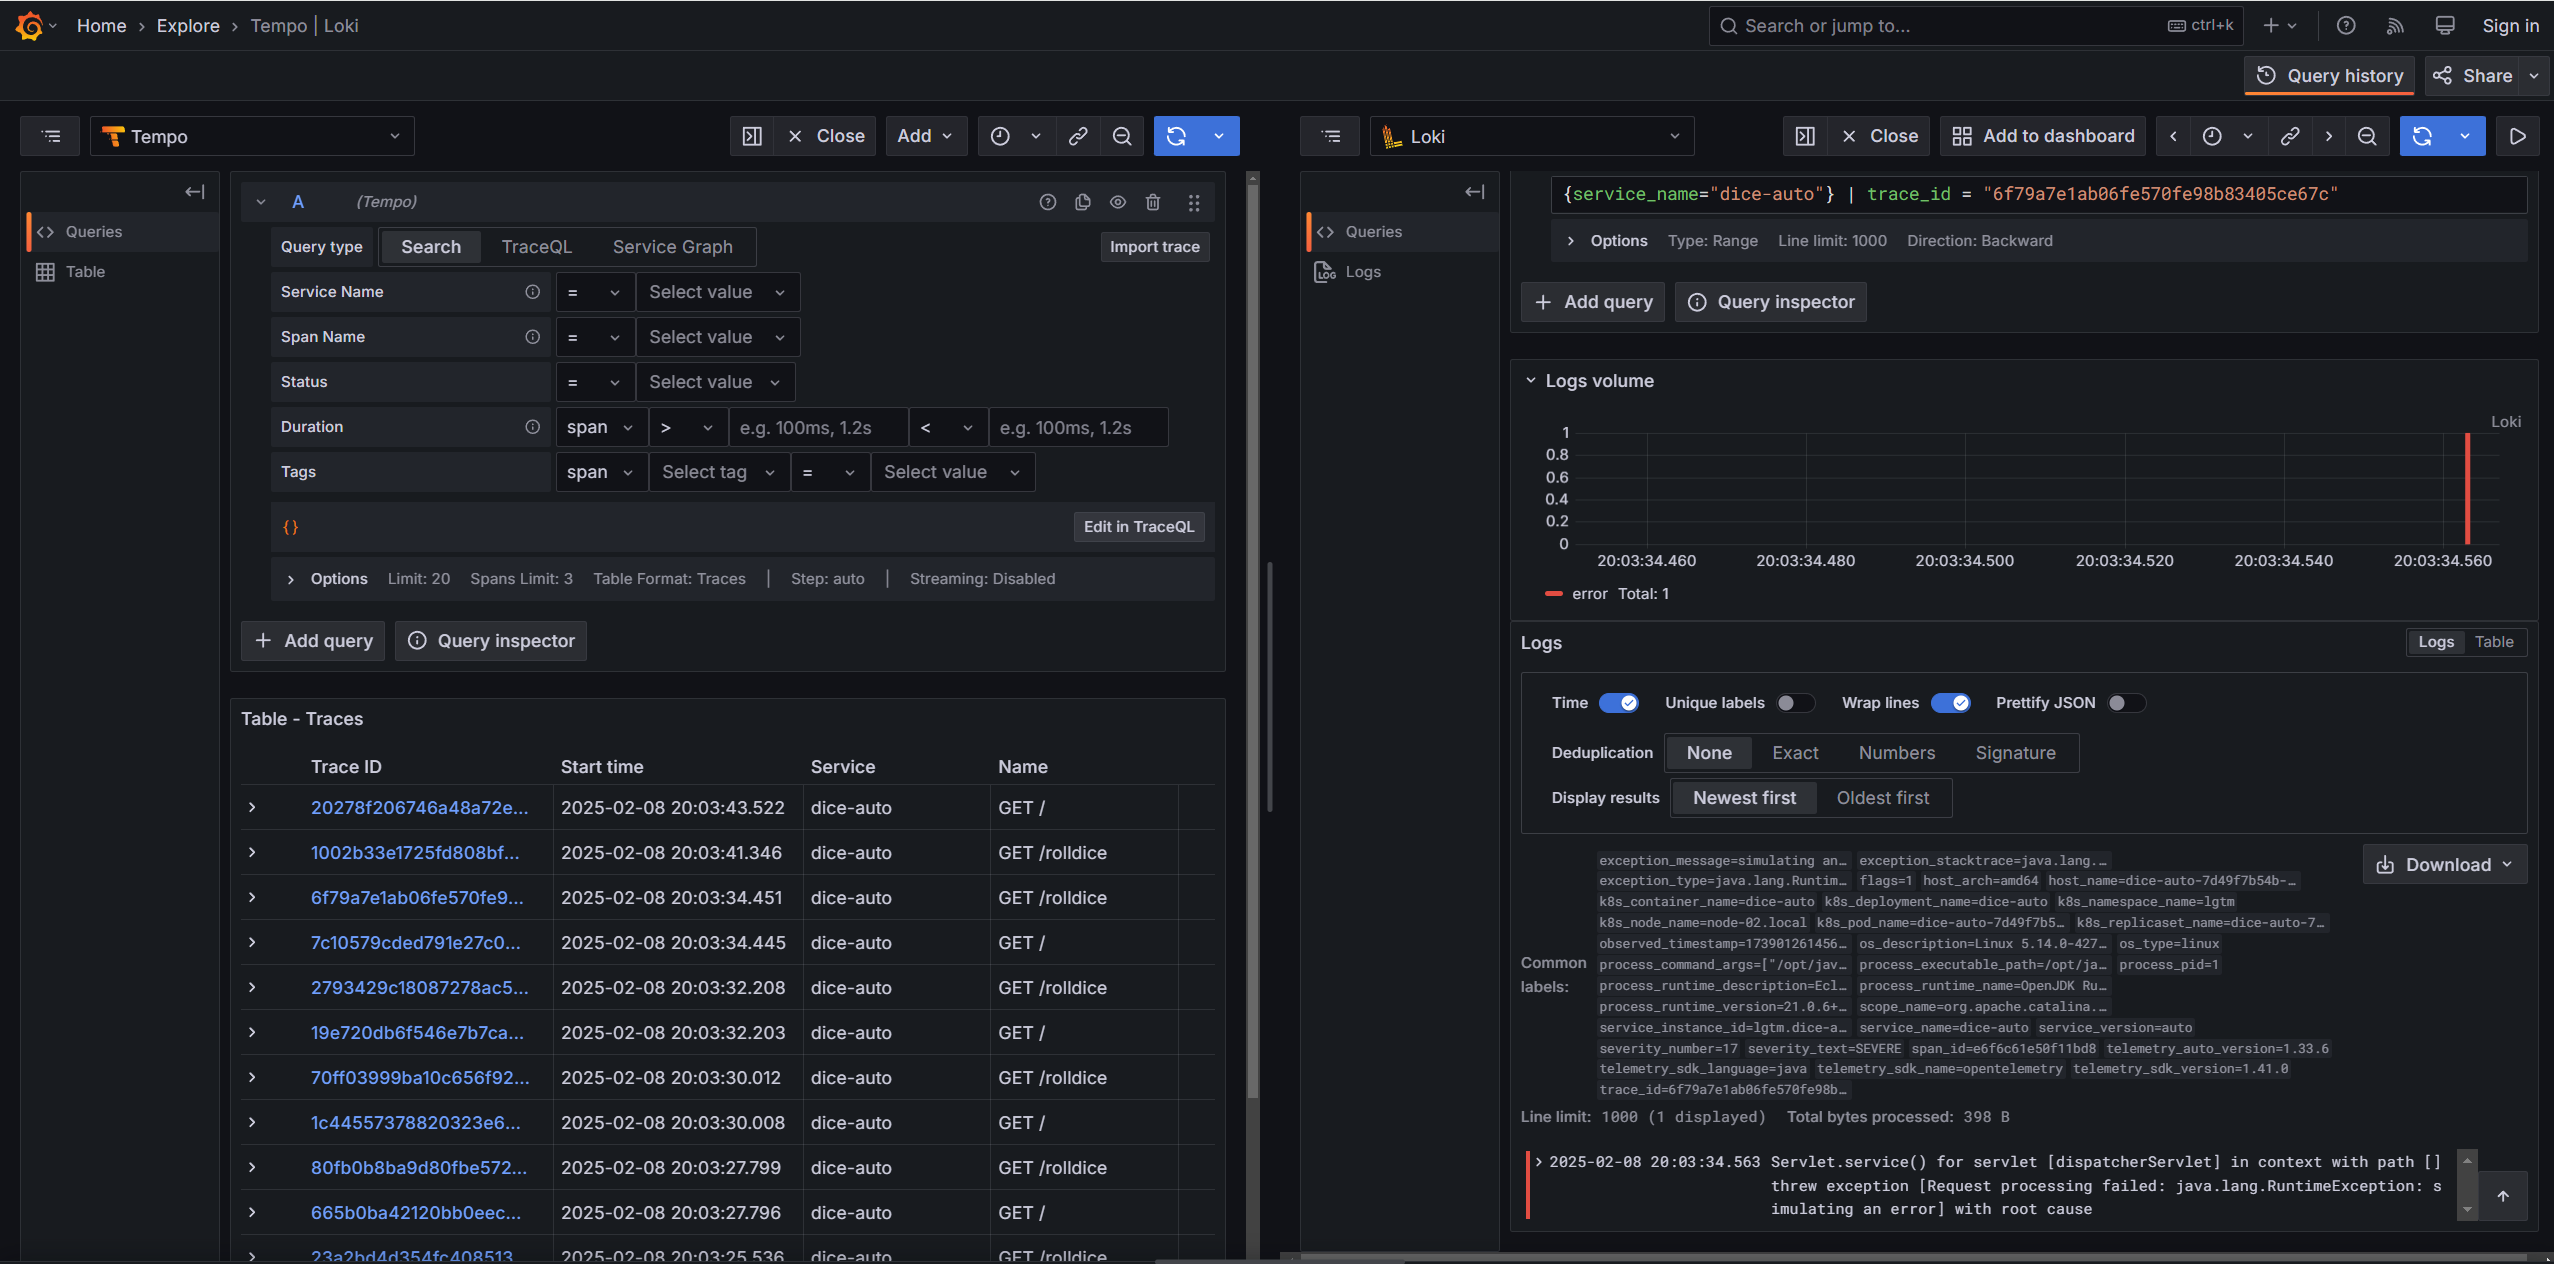 Home › Explore › Tempo | Loki
Search or jump to...
ctrl+k
Sign in
Query history
Share
Tempo
Close
Add
Queries
Table
A (Tempo)
Query type Search TraceQL Service Graph Import trace
Service Name = Select value
Span Name = Select value
Status = Select value
Duration span > e.g. 100ms, 1.2s < e.g. 100ms, 1.2s
Tags span Select tag = Select value
{} Edit in TraceQL
Options Limit: 20 Spans Limit: 3 Table Format: Traces | Step: auto | Streaming: Disabled
+ Add query Query inspector
Table - Traces
Trace ID Start time Service Name
20278f206746a48a72e... 2025-02-08 20:03:43.522 dice-auto GET /
1002b33e1725fd808bf... 2025-02-08 20:03:41.346 dice-auto GET /rolldice
6f79a7e1ab06fe570fe9... 2025-02-08 20:03:34.451 dice-auto GET /rolldice
7c10579cded791e27c0... 2025-02-08 20:03:34.445 dice-auto GET /
2793429c18087278ac5... 2025-02-08 20:03:32.208 dice-auto GET /rolldice
19e720db6f546e7b7ca... 2025-02-08 20:03:32.203 dice-auto GET /
70ff03999ba10c656f92... 2025-02-08 20:03:30.012 dice-auto GET /rolldice
1c44557378820323e6... 2025-02-08 20:03:30.008 dice-auto GET /
80fb0b8ba9d80fbe572... 2025-02-08 20:03:27.799 dice-auto GET /rolldice
665b0ba42120bb0eec... 2025-02-08 20:03:27.796 dice-auto GET /
23a2bd4d354fc408513 2025-02-08 20:03:25.536 dice-auto GET /rolldice
Loki
Close
Add to dashboard
Queries
LOG Logs
{service_name="dice-auto"} | trace_id = "6f79a7e1ab06fe570fe98b83405ce67c"
Options Type: Range Line limit: 1000 Direction: Backward
+ Add query Query inspector
Logs volume
Loki
1
0.8
0.6
0.4
0.2
0
20:03:34.460 20:03:34.480 20:03:34.500 20:03:34.520 20:03:34.540 20:03:34.560
error Total: 1
Logs
Logs Table
Time Unique labels Wrap lines Prettify JSON
Deduplication None Exact Numbers Signature
Display results Newest first Oldest first
Download
Common labels:
exception_message=simulating an… exception_stacktrace=java.lang.…
exception_type=java.lang.Runtim… flags=1 host_arch=amd64 host_name=dice-auto-7d49f7b54b-…
k8s_container_name=dice-auto k8s_deployment_name=dice-auto k8s_namespace_name=lgtm
k8s_node_name=node-02.local k8s_pod_name=dice-auto-7d49f7b5… k8s_replicaset_name=dice-auto-7…
observed_timestamp=173901261456… os_description=Linux 5.14.0-427… os_type=linux
process_command_args=["/opt/jav… process_executable_path=/opt/ja… process_pid=1
process_runtime_description=Ecl… process_runtime_name=OpenJDK Ru…
process_runtime_version=21.0.6+… scope_name=org.apache.catalina.…
service_instance_id=lgtm.dice-a… service_name=dice-auto service_version=auto
severity_number=17 severity_text=SEVERE span_id=e6f6c61e50f11bd8 telemetry_auto_version=1.33.6
telemetry_sdk_language=java telemetry_sdk_name=opentelemetry telemetry_sdk_version=1.41.0
trace_id=6f79a7e1ab06fe570fe98b…
Line limit: 1000 (1 displayed) Total bytes processed: 398 B
2025-02-08 20:03:34.563 Servlet.service() for servlet [dispatcherServlet] in context with path []
threw exception [Request processing failed: java.lang.RuntimeException: s
imulating an error] with root cause